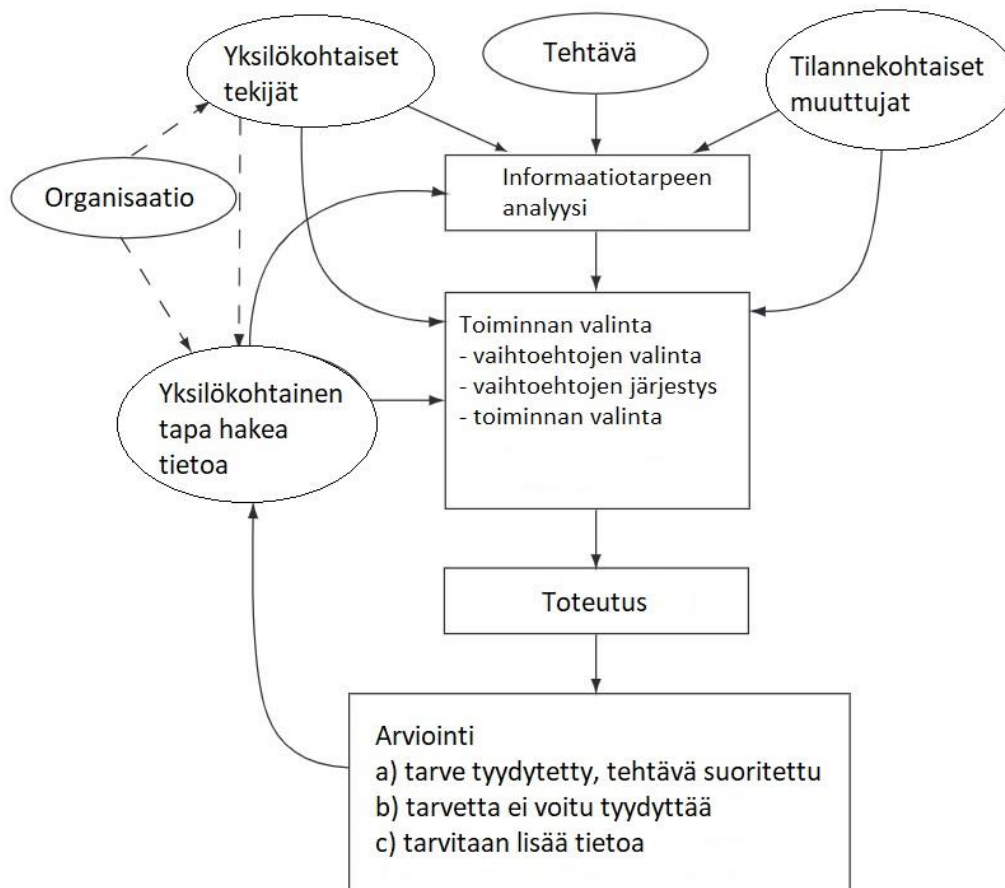 Yksilökohtaiset
tekijät
Tehtävä
Tilannekohtaiset
muuttujat
Organisaatio
Informaatiotarpeen
analyysi
Toiminnan valinta
- vaihtoehtojen valinta
- vaihtoehtojen järjestys
- toiminnan valinta
Yksilökohtainen
tapa hakea
tietoa
Toteutus
Arviointi
a) tarve tyydytetty, tehtävä suoritettu
b) tarvetta ei voitu tyydyttää
c) tarvitaan lisää tietoa